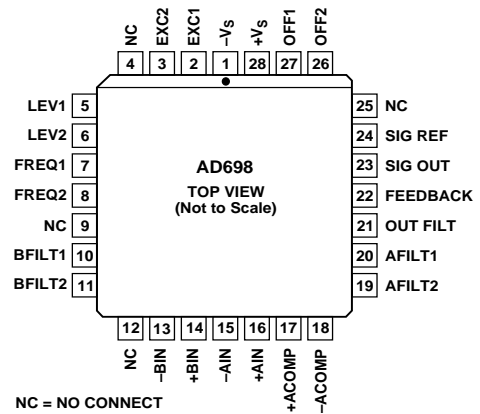 NC
EXC2
EXC1
–VS
+VS
OFF1
OFF2
4
3
2
1
28
27
26
LEV1 5
LEV2 6
FREQ1 7
FREQ2 8
NC 9
BFILT1 10
BFILT2 11
AD698
TOP VIEW
(Not to Scale)
25 NC
24 SIG REF
23 SIG OUT
22 FEEDBACK
21 OUT FILT
20 AFILT1
19 AFILT2
12
13
14
15
16
17
18
NC
–BIN
+BIN
–AIN
+AIN
+ACOMP
–ACOMP
NC = NO CONNECT